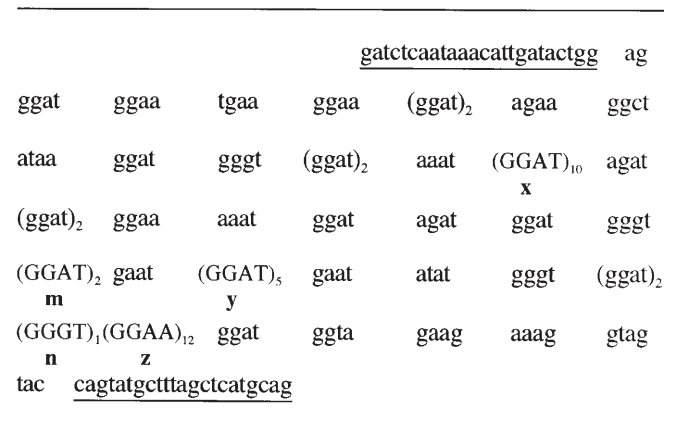 gatctcaataaacattgatactgg ag
ggat ggaa tgaa ggaa (ggat)₂ agaa ggct
ataa ggat gggt (ggat)₂ aaat (GGAT)₁₀ agat
x
(ggat)₂ ggaa aaat ggat agat ggat gggt
(GGAT)₂ gaat (GGAT)₅ gaat atat gggt (ggat)₂
m y
(GGGT)₁(GGAA)₁₂ ggat ggta gaag aaag gtag
n z
tac cagtatgctttagctcatgcag